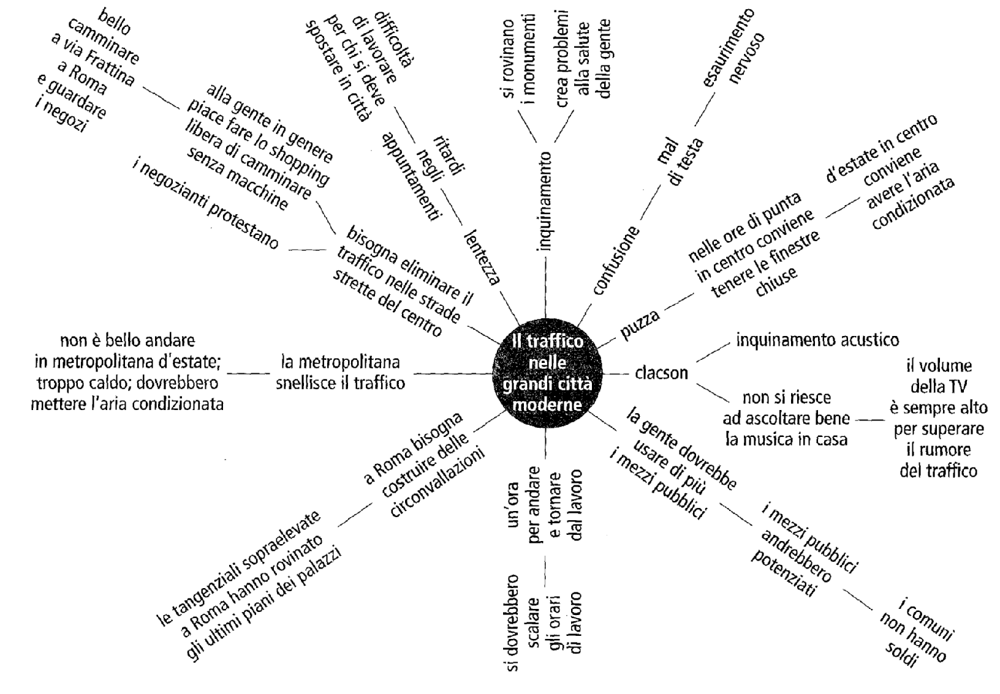 Il traffico
nelle
grandi città
moderne
bello
camminare
a via Frattina
a Roma
e guardare
i negozi
alla gente in genere
piace fare lo shopping
libera di camminare
senza macchine
i negozianti protestano
bisogna eliminare il
traffico nelle strade
strette del centro
difficoltà
di lavorare
per chi si deve
spostare in città
ritardi
negli
appuntamenti
lentezza
si rovinano
i monumenti
crea problemi
alla salute
della gente
inquinamento
esaurimento
nervoso
mal
di testa
confusione
d'estate in centro
conviene
avere l'aria
condizionata
nelle ore di punta
in centro conviene
tenere le finestre
chiuse
puzza
clacson
inquinamento acustico
non si riesce
ad ascoltare bene
la musica in casa
il volume
della TV
è sempre alto
per superare
il rumore
del traffico
la gente dovrebbe
usare di più
i mezzi pubblici
i mezzi pubblici
andrebbero
potenziati
i comuni
non hanno
soldi
un'ora
per andare
e tornare
dal lavoro
si dovrebbero
scalare
gli orari
di lavoro
a Roma bisogna
costruire delle
circonvallazioni
le tangenziali sopraelevate
a Roma hanno rovinato
gli ultimi piani dei palazzi
la metropolitana
snellisce il traffico
non è bello andare
in metropolitana d'estate;
troppo caldo; dovrebbero
mettere l'aria condizionata